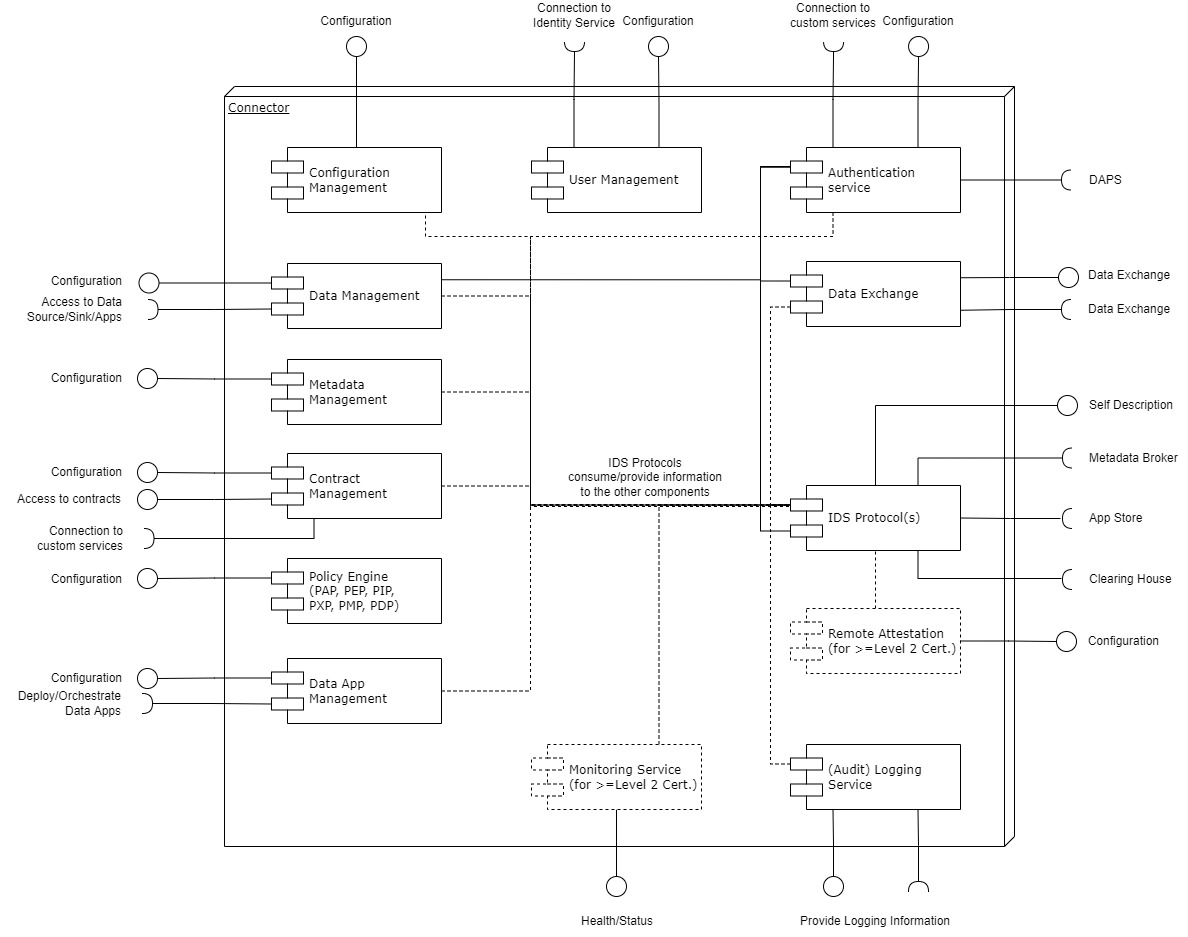 Configuration
Connection to
Identity Service
Configuration
Connection to
custom services
Configuration
Connector
Configuration
Management
User Management
Authentication
service
DAPS
Configuration
Access to Data
Source/Sink/Apps
Data Management
Data Exchange
Data Exchange
Data Exchange
Configuration
Metadata
Management
Self Description
Configuration
Access to contracts
Connection to
custom services
Contract
Management
IDS Protocols
consume/provide information
to the other components
IDS Protocol(s)
Metadata Broker
App Store
Clearing House
Configuration
Policy Engine
(PAP, PEP, PIP,
PXP, PMP, PDP)
Remote Attestation
(for >=Level 2 Cert.)
Configuration
Configuration
Deploy/Orchestrate
Data Apps
Data App
Management
Monitoring Service
(for >=Level 2 Cert.)
(Audit) Logging
Service
Health/Status
Provide Logging Information